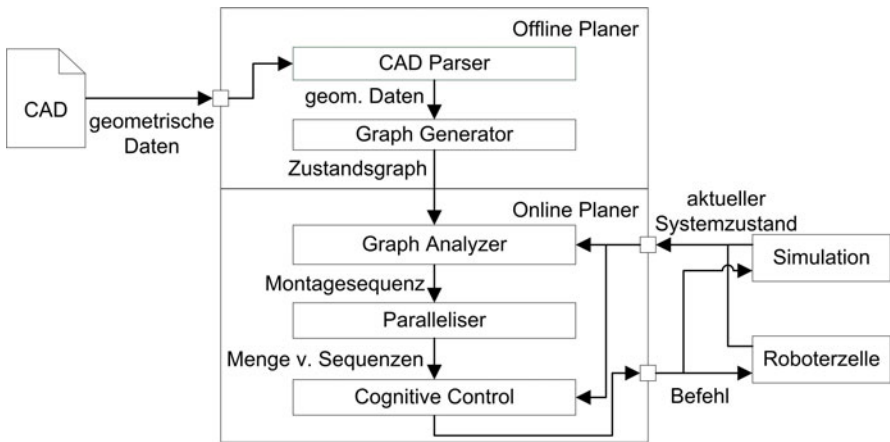 Offline Planer
CAD
geometrische
Daten
CAD Parser
geom. Daten
Graph Generator
Zustandsgraph
Online Planer
aktueller
Systemzustand
Graph Analyzer
Simulation
Montagesequenz
Paralleliser
Menge v. Sequenzen
Roboterzelle
Befehl
Cognitive Control